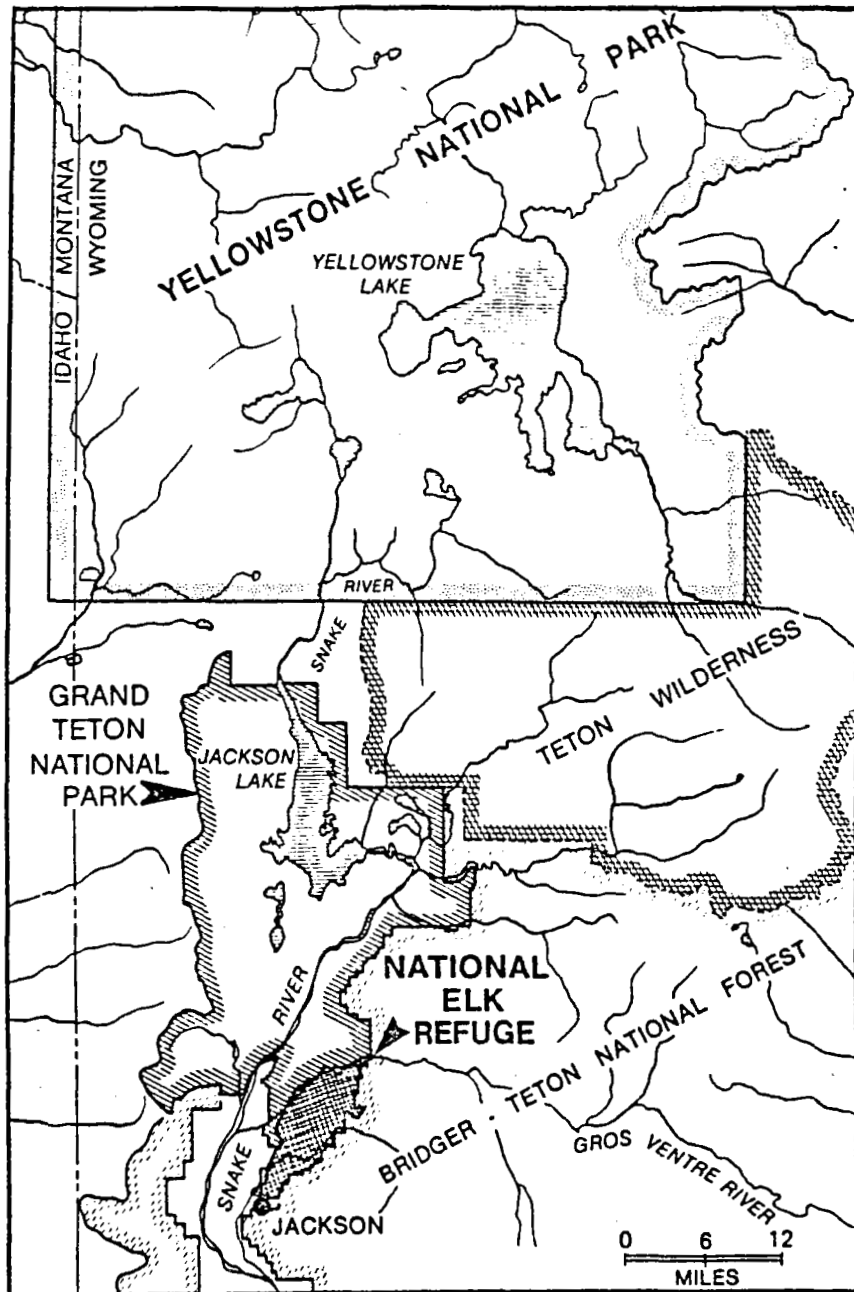 YELLOWSTONE NATIONAL PARK
IDAHO / MONTANA
WYOMING
YELLOWSTONE
LAKE
RIVER
SNAKE
GRAND
TETON
NATIONAL
PARK
JACKSON
LAKE
TETON WILDERNESS
RIVER
NATIONAL
ELK
REFUGE
BRIDGER - TETON NATIONAL FOREST
GROS VENTRE RIVER
SNAKE
JACKSON
0 6 12
MILES